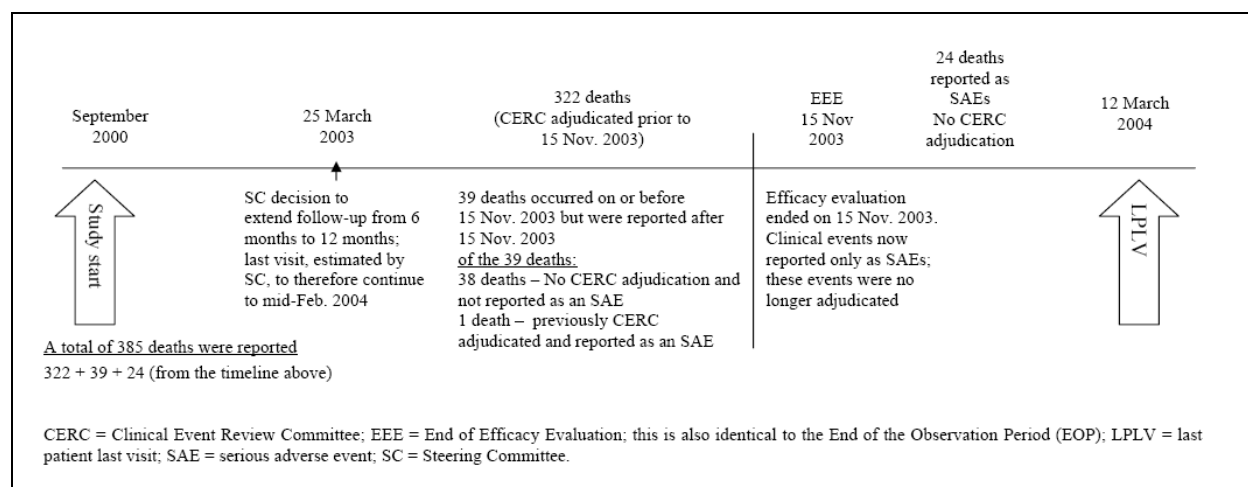 September
2000
25 March
2003
322 deaths
(CERC adjudicated prior to
15 Nov. 2003)
EEE
15 Nov
2003
24 deaths
reported as
SAEs
No CERC
adjudication
12 March
2004
Study start
SC decision to
extend follow-up from 6
months to 12 months;
last visit, estimated by
SC, to therefore continue
to mid-Feb. 2004
39 deaths occurred on or before
15 Nov. 2003 but were reported after
15 Nov. 2003
of the 39 deaths:
38 deaths – No CERC adjudication and
not reported as an SAE
1 death – previously CERC
adjudicated and reported as an SAE
Efficacy evaluation
ended on 15 Nov. 2003.
Clinical events now
reported only as SAEs;
these events were no
longer adjudicated
LPLV
A total of 385 deaths were reported
322 + 39 + 24 (from the timeline above)
CERC = Clinical Event Review Committee; EEE = End of Efficacy Evaluation; this is also identical to the End of the Observation Period (EOP); LPLV = last
patient last visit; SAE = serious adverse event; SC = Steering Committee.